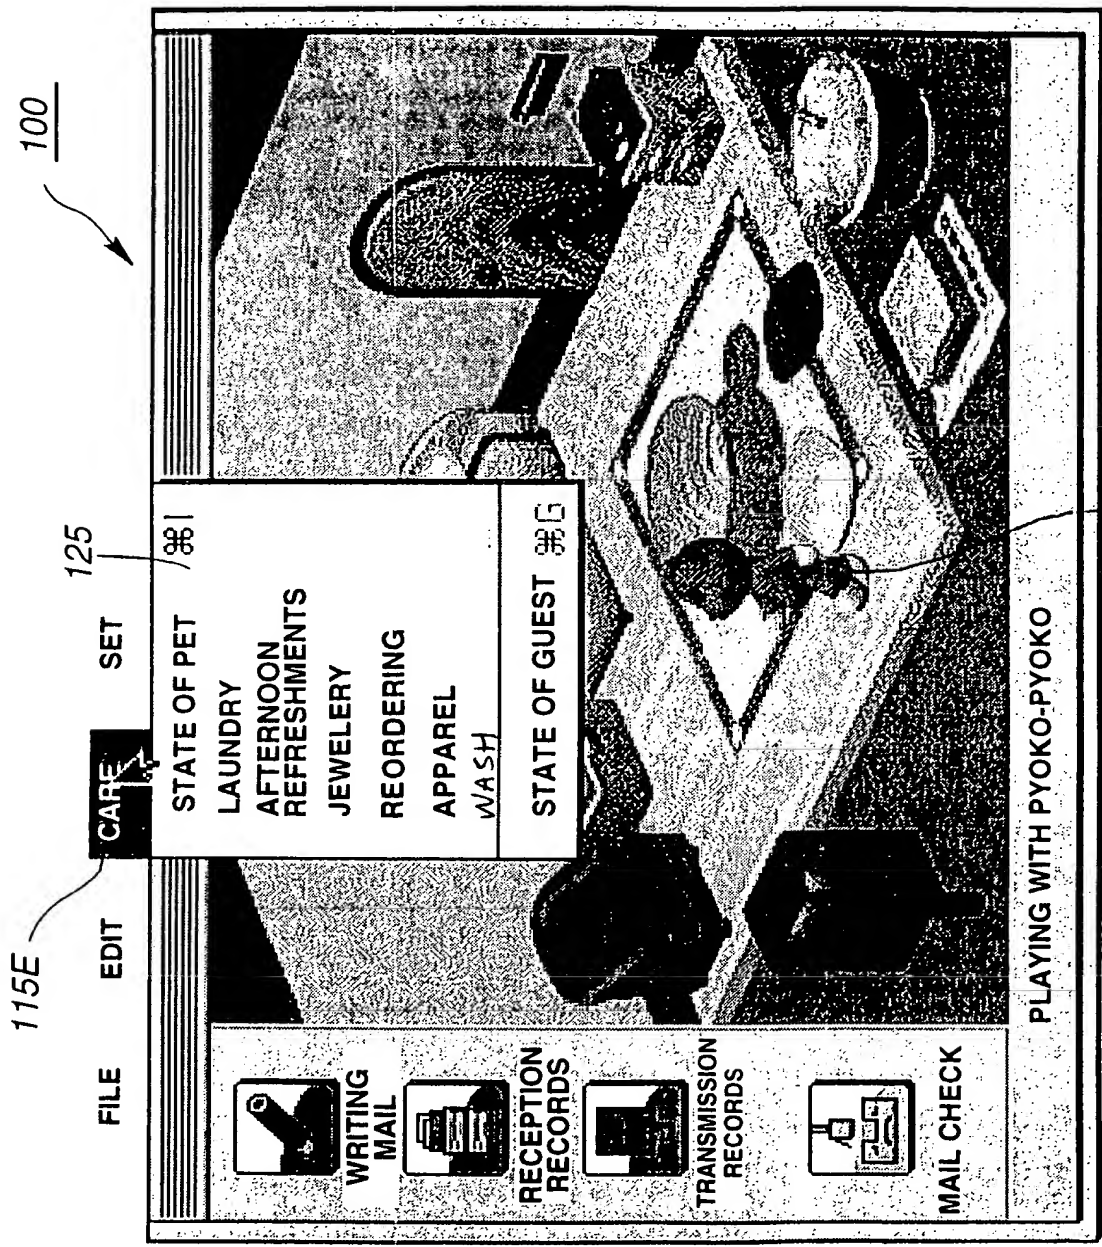 100
FILE EDIT CARE SET
115E
125
STATE OF PET ⌘I
LAUNDRY
AFTERNOON
REFRESHMENTS
JEWELERY
REORDERING
APPAREL
WASH
STATE OF GUEST ⌘G
WRITING
MAIL
RECEPTION
RECORDS
TRANSMISSION
RECORDS
MAIL CHECK
PLAYING WITH PYOKO-PYOKO